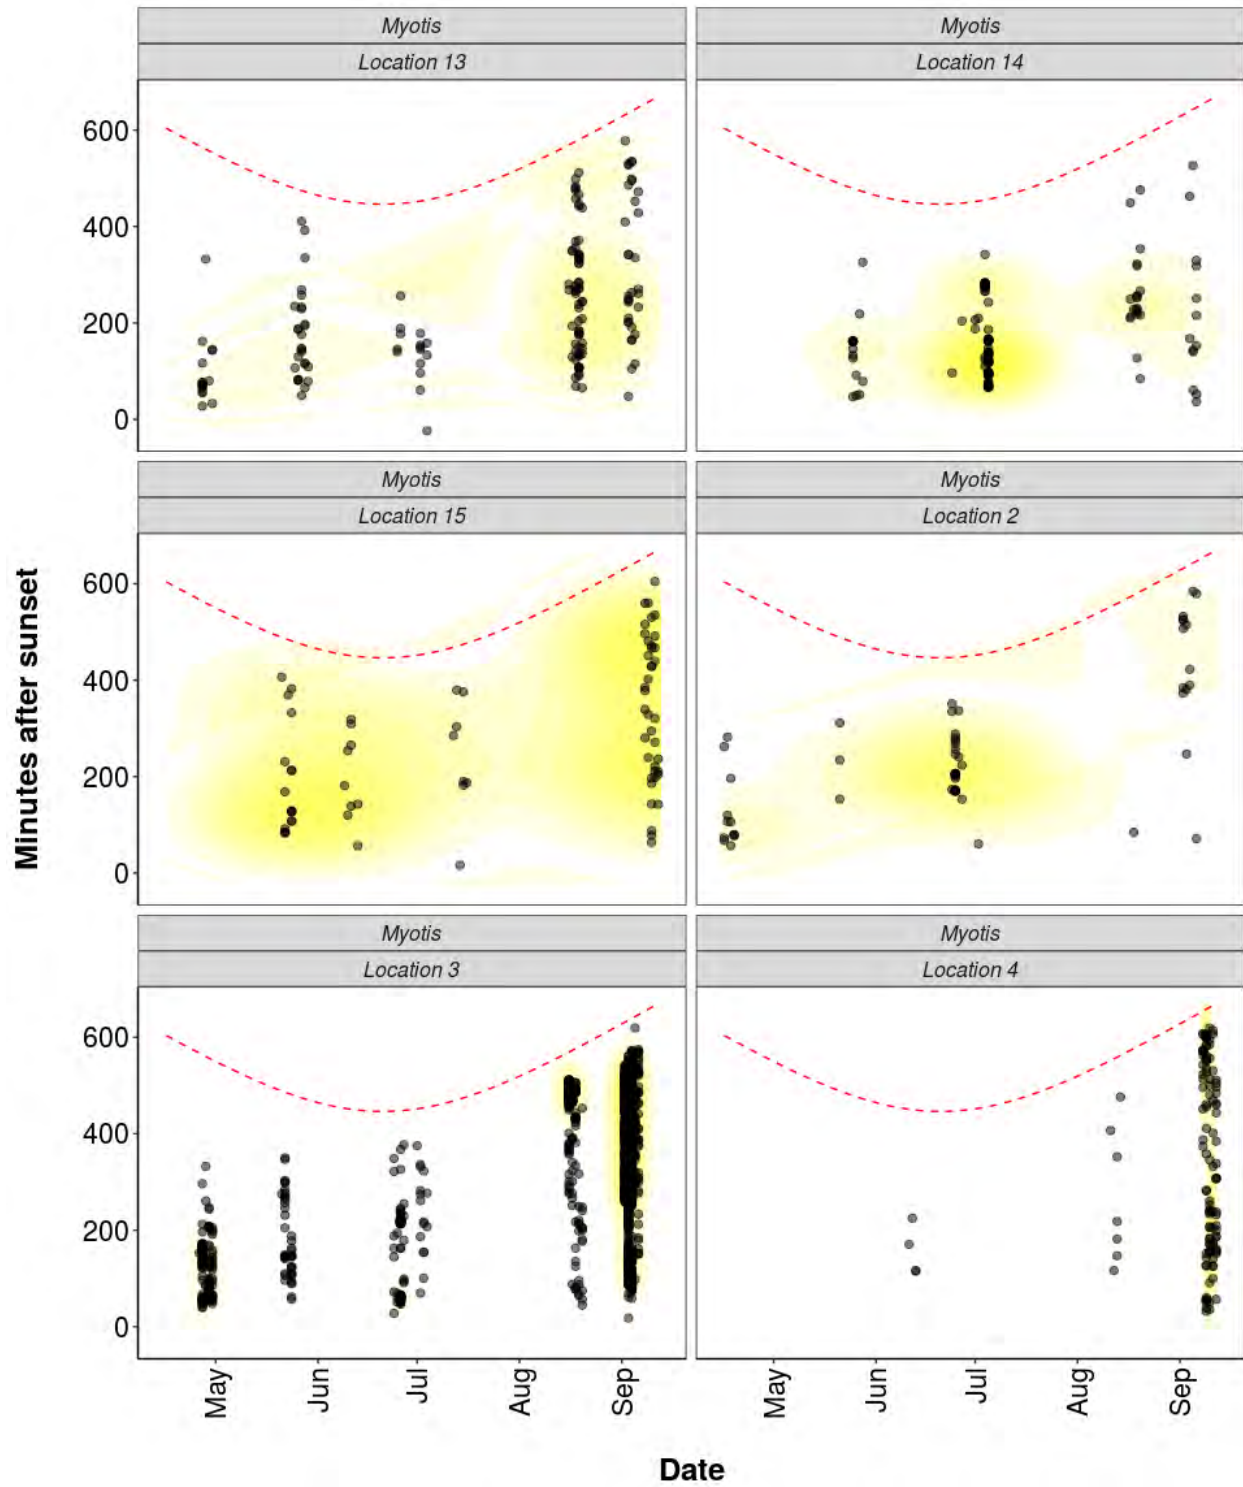 Myotis
Myotis
Location 13
Location 14
600
400
200
0
Myotis
Myotis
Location 15
Location 2
600
400
200
0
Minutes after sunset
Myotis
Myotis
Location 3
Location 4
600
400
200
0
May
Jun
Jul
Aug
Sep
May
Jun
Jul
Aug
Sep
Date